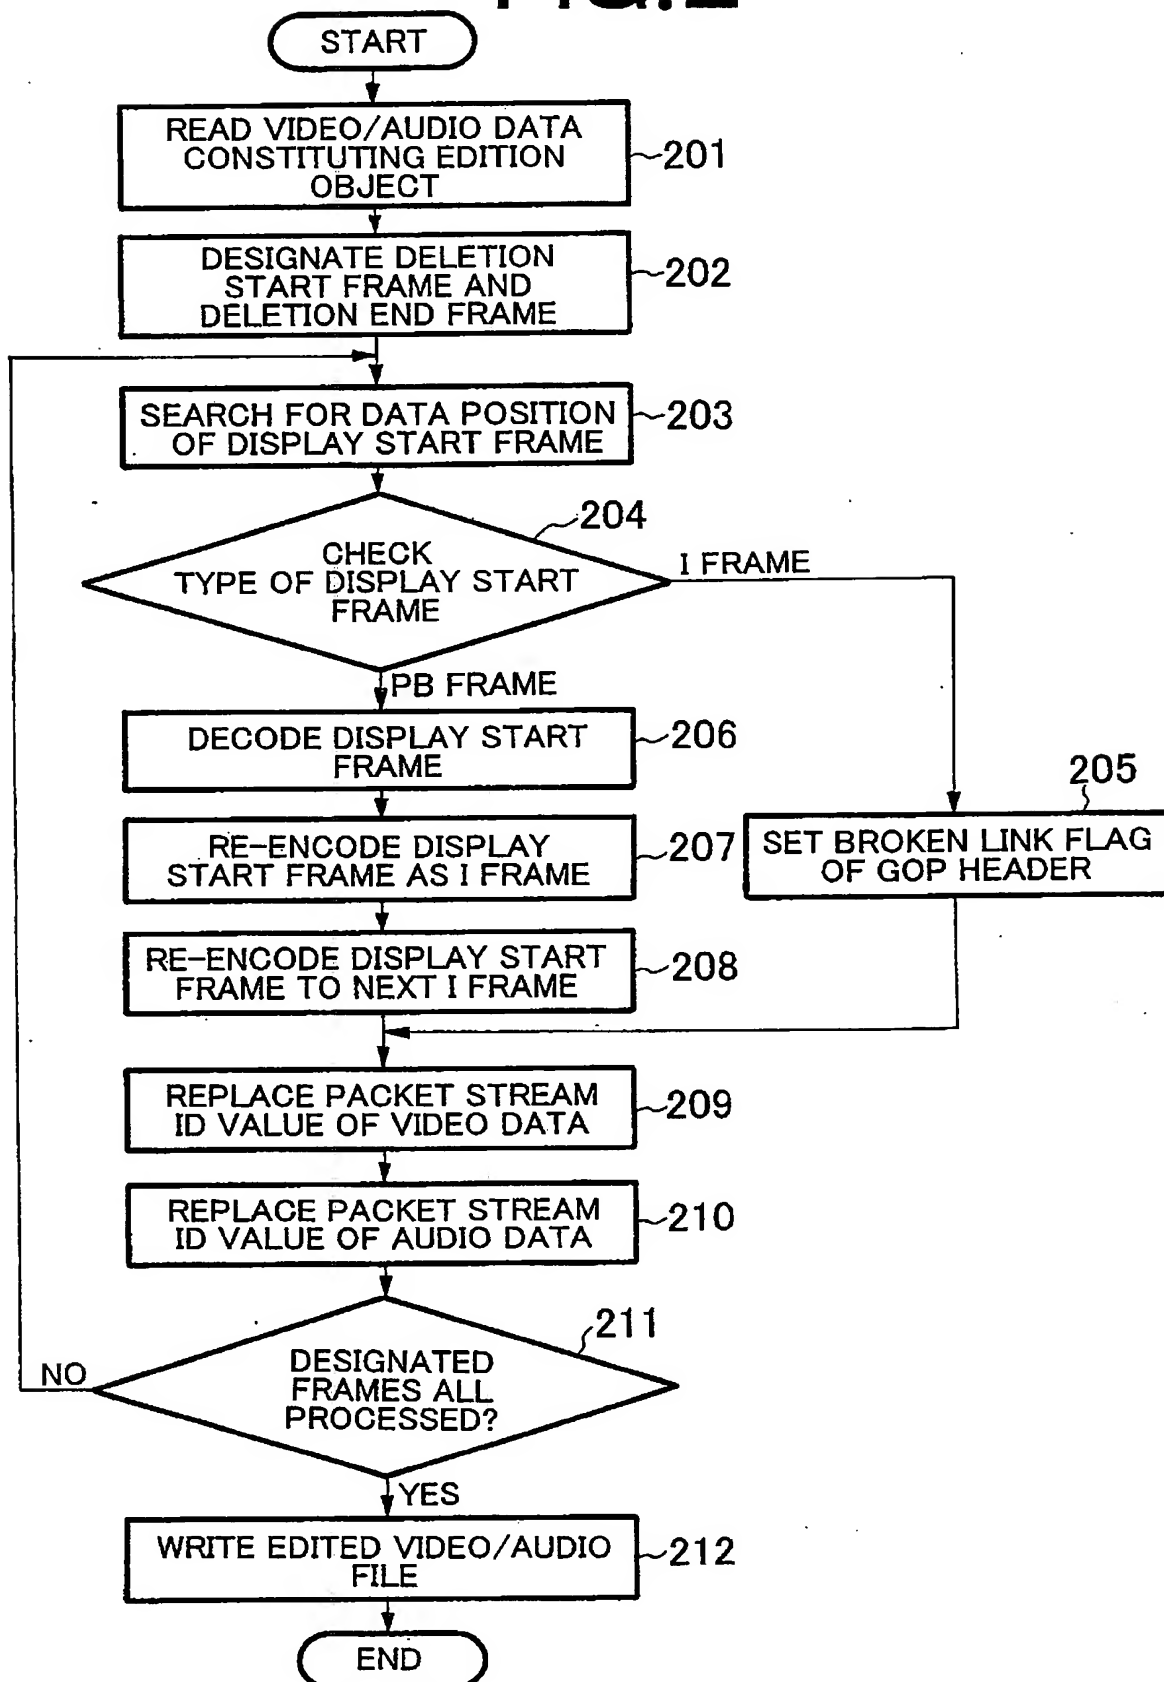 START
READ VIDEO/AUDIO DATA
CONSTITUTING EDITION
OBJECT
201
DESIGNATE DELETION
START FRAME AND
DELETION END FRAME
202
SEARCH FOR DATA POSITION
OF DISPLAY START FRAME
203
204
CHECK
TYPE OF DISPLAY START
FRAME
I FRAME
PB FRAME
DECODE DISPLAY START
FRAME
206
205
SET BROKEN LINK FLAG
OF GOP HEADER
RE-ENCODE DISPLAY
START FRAME AS I FRAME
207
RE-ENCODE DISPLAY START
FRAME TO NEXT I FRAME
208
REPLACE PACKET STREAM
ID VALUE OF VIDEO DATA
209
REPLACE PACKET STREAM
ID VALUE OF AUDIO DATA
210
211
DESIGNATED
FRAMES ALL
PROCESSED?
NO
YES
WRITE EDITED VIDEO/AUDIO
FILE
212
END